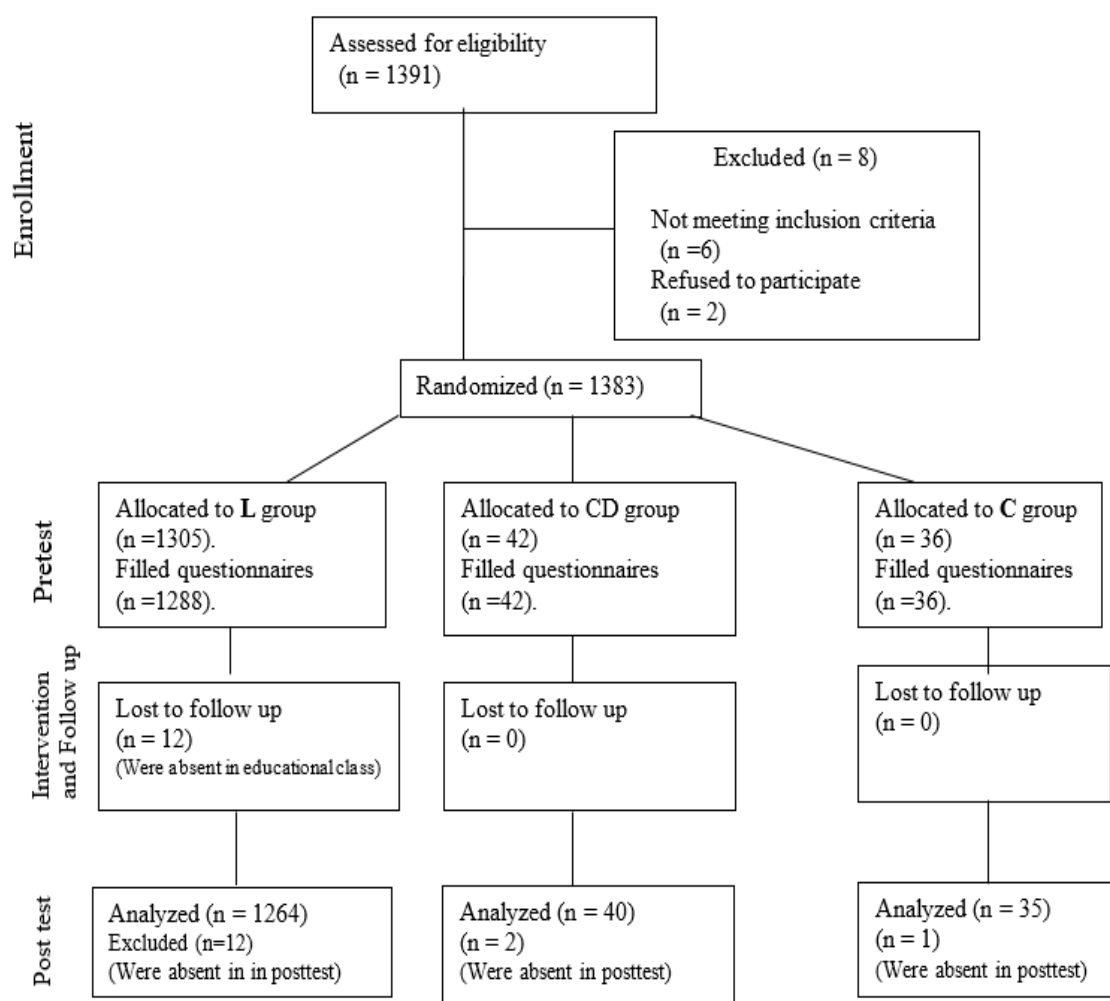 Assessed for eligibility
(n = 1391)
Enrollment
Excluded (n = 8)
Not meeting inclusion criteria
(n =6)
Refused to participate
(n = 2)
Randomized (n = 1383)
Pretest
Allocated to L group
(n =1305).
Filled questionnaires
(n =1288).
Allocated to CD group
(n = 42)
Filled questionnaires
(n =42).
Allocated to C group
(n = 36)
Filled questionnaires
(n =36).
Intervention
and Follow up
Lost to follow up
(n = 12)
(Were absent in educational class)
Lost to follow up
(n = 0)
Lost to follow up
(n = 0)
Post test
Analyzed (n = 1264)
Excluded (n=12)
(Were absent in in posttest)
Analyzed (n = 40)
(n = 2)
(Were absent in posttest)
Analyzed (n = 35)
(n = 1)
(Were absent in posttest)